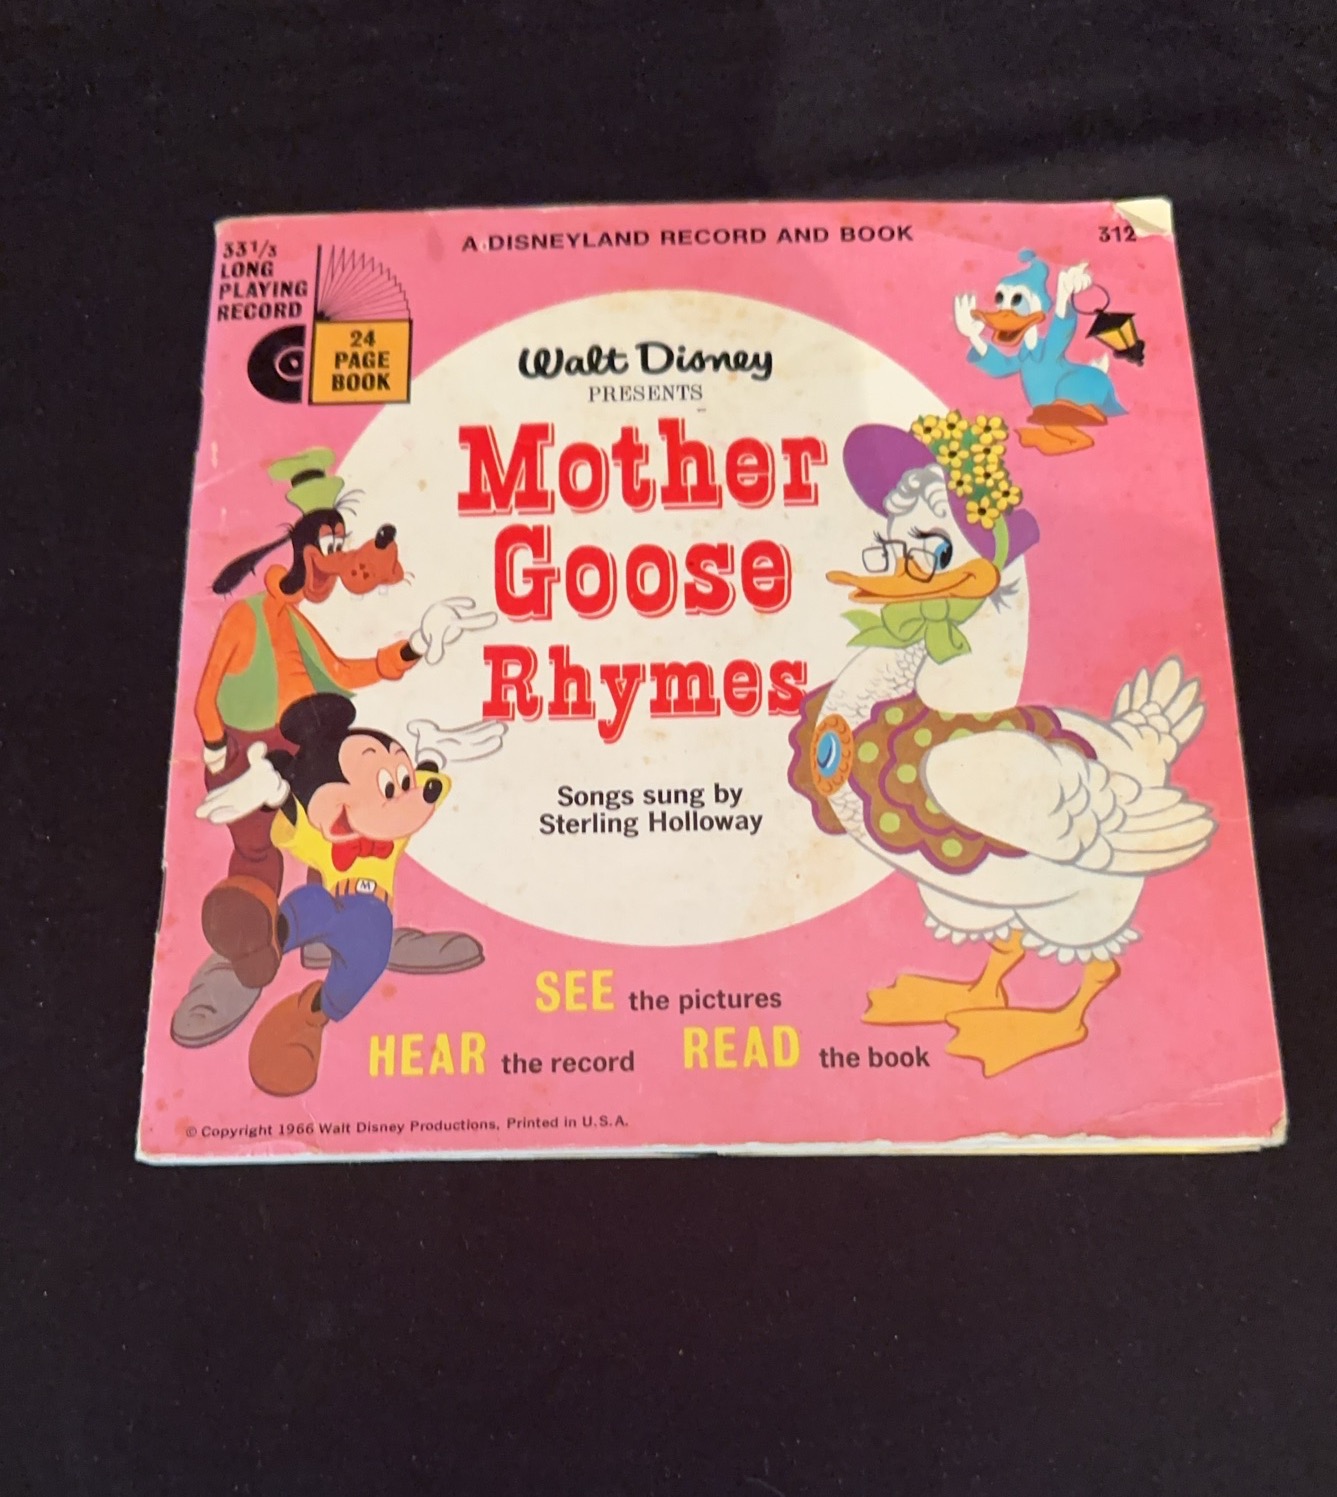 A DISNEYLAND RECORD AND BOOK
312
33 1/3
LONG
PLAYING
RECORD
24
PAGE
BOOK
Walt Disney
PRESENTS
Mother
Goose
Rhymes
Songs sung by
Sterling Holloway
M
SEE the pictures
HEAR the record READ the book
© Copyright 1966 Walt Disney Productions, Printed in U.S.A.